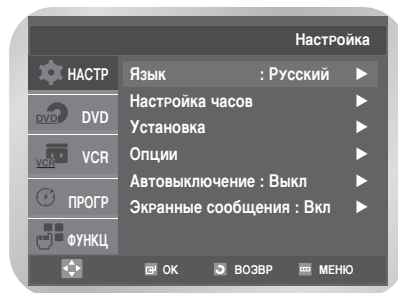 Настройка
НАСТР
Язык : Русский ►
DVD DVD
Настройка часов ►
Установка ►
VCR VCR
Опции ►
Автовыключение : Выкл ►
ПРОГР
Экранные сообщения : Вкл ►
ФУНКЦ
ОК ВОЗВР МЕНЮ